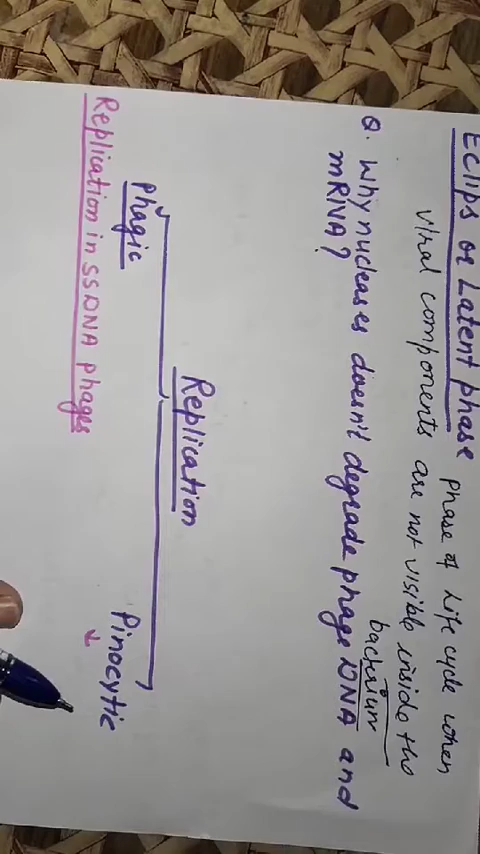 Eclips or Latent phase phase of life cycle when
viral components are not visible inside the
bacterium
Q. Why nucleases doesn't degrade phage DNA and
mRNA?
Replication
Phagic Pinocytic
Replication in SSDNA phages